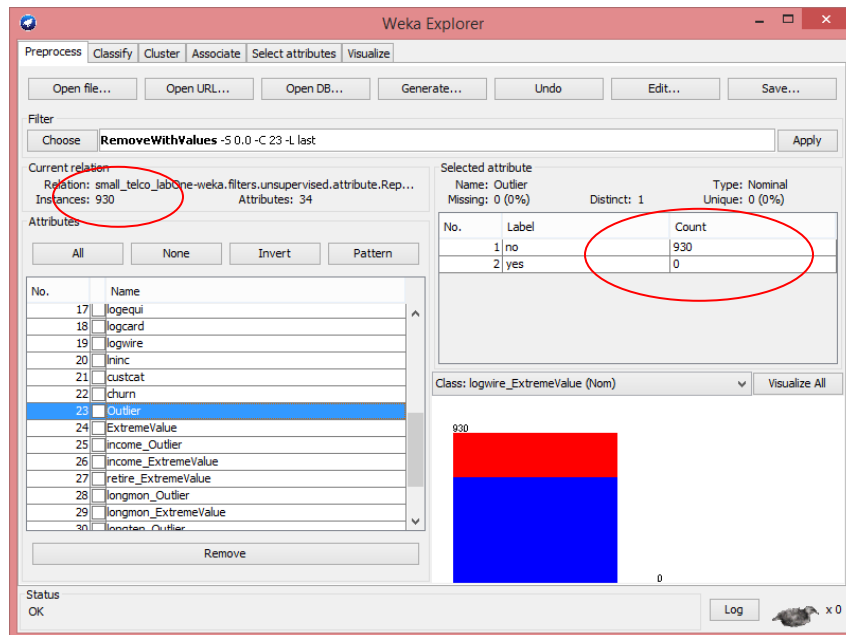 Weka Explorer
Preprocess Classify Cluster Associate Select attributes Visualize
Open file... Open URL... Open DB... Generate... Undo Edit... Save...
Filter
Choose RemoveWithValues -S 0.0 -C 23 -L last Apply
Current relation
Relation: small_telco_labOne-weka.filters.unsupervised.attribute.Rep...
Instances: 930 Attributes: 34
Attributes
All None Invert Pattern
No. Name
17 logequi
18 logcard
19 logwire
20 lninc
21 custcat
22 churn
23 Outlier
24 ExtremeValue
25 income_Outlier
26 income_ExtremeValue
27 retire_ExtremeValue
28 longmon_Outlier
29 longmon_ExtremeValue
30 longten_Outlier
Remove
Selected attribute
Name: Outlier Type: Nominal
Missing: 0 (0%) Distinct: 1 Unique: 0 (0%)
No. Label Count
1 no 930
2 yes 0
Class: logwire_ExtremeValue (Nom) Visualize All
930
0
Status
OK
Log x 0